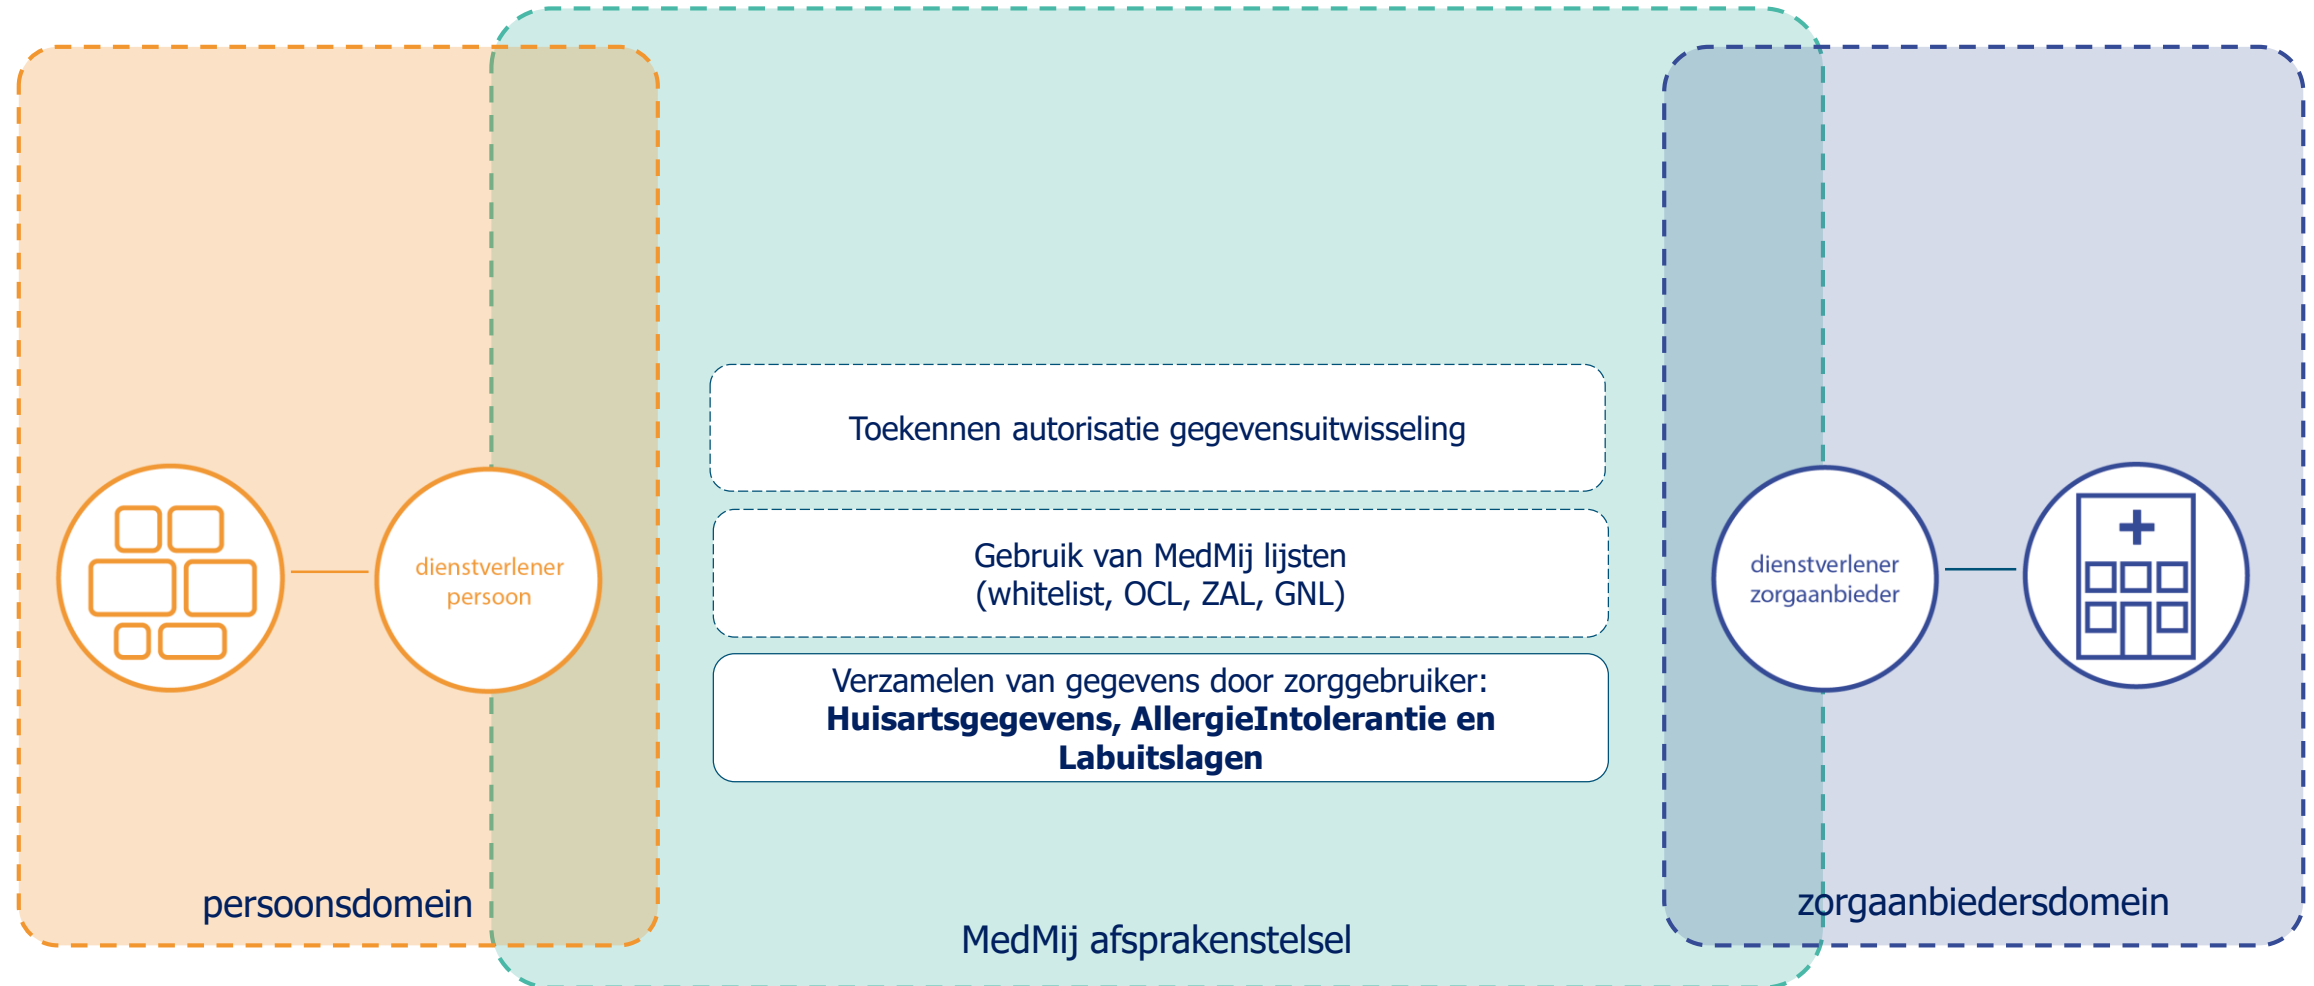 Toekennen autorisatie gegevensuitwisseling
Gebruik van MedMij lijsten
(whitelist, OCL, ZAL, GNL)
Verzamelen van gegevens door zorggebruiker:
Huisartsgegevens, AllergieIntolerantie en
Labuitslagen
dienstverlener
persoon
dienstverlener
zorgaanbieder
persoonsdomein
zorgaanbiedersdomein
MedMij afsprakenstelsel